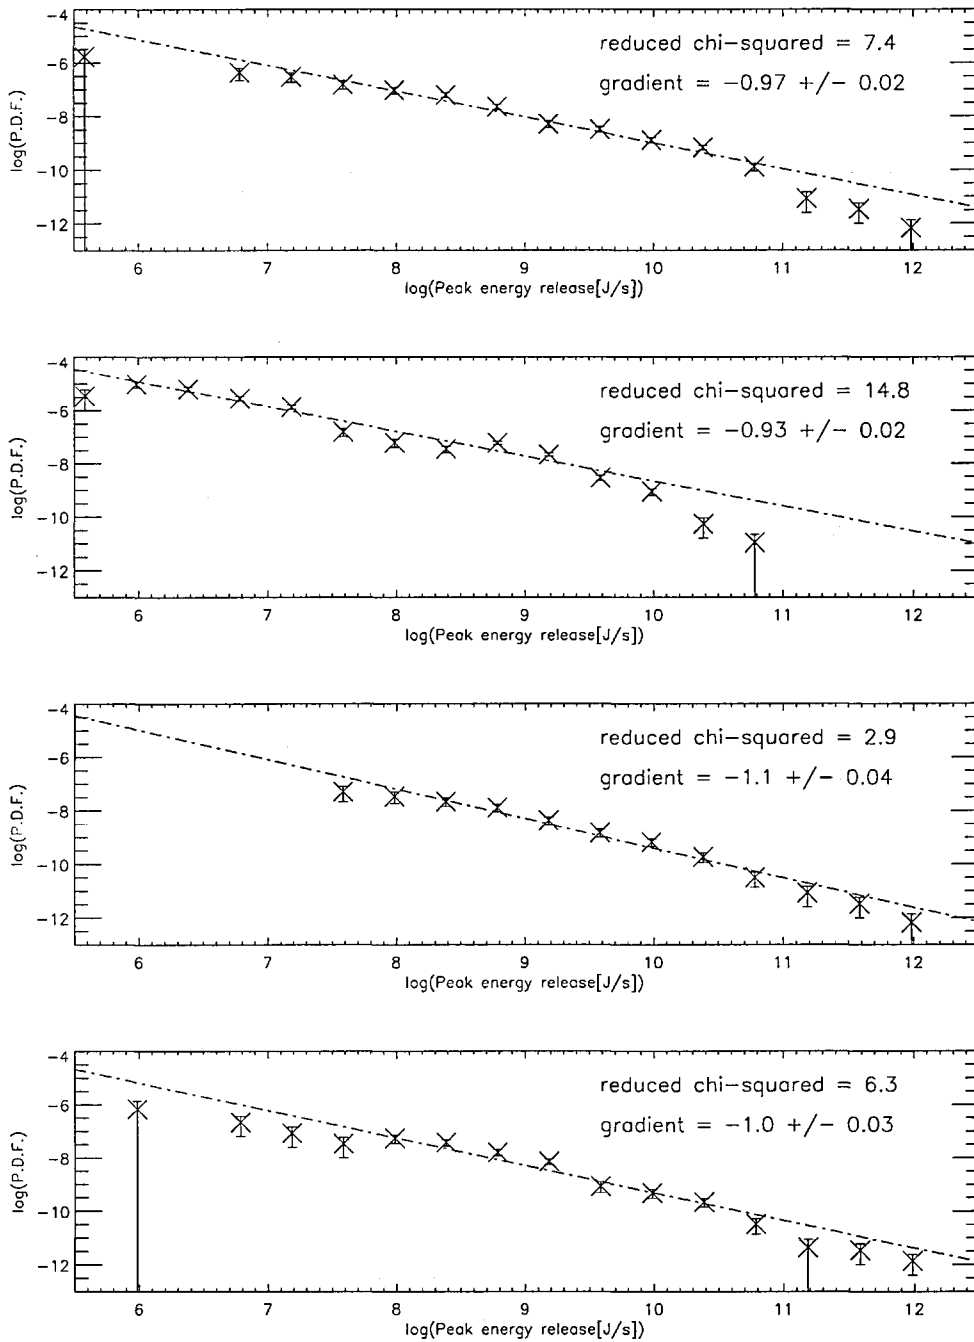 reduced chi-squared = 7.4
gradient = -0.97 +/- 0.02
log(P.D.F.)
-4
-6
-8
-10
-12
6 7 8 9 10 11 12
log(Peak energy release[J/s])
reduced chi-squared = 14.8
gradient = -0.93 +/- 0.02
log(P.D.F.)
-4
-6
-8
-10
-12
6 7 8 9 10 11 12
log(Peak energy release[J/s])
reduced chi-squared = 2.9
gradient = -1.1 +/- 0.04
log(P.D.F.)
-4
-6
-8
-10
-12
6 7 8 9 10 11 12
log(Peak energy release[J/s])
reduced chi-squared = 6.3
gradient = -1.0 +/- 0.03
log(P.D.F.)
-4
-6
-8
-10
-12
6 7 8 9 10 11 12
log(Peak energy release[J/s])